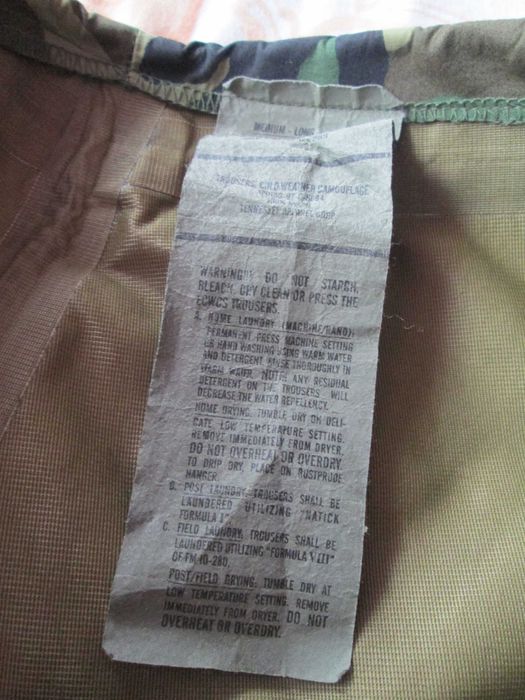 MEDIUM - LONG
TROUSERS, COLD WEATHER CAMOUFLAGE
TENNESSEE APPAREL CORP.
WARNING!! DO NOT STARCH,
BLEACH, DRY CLEAN OR PRESS THE
ECWCS TROUSERS.
A. HOME LAUNDRY (MACHINE/HAND):
PERMANENT PRESS MACHINE SETTING
OR HAND WASHING USING WARM WATER
AND DETERGENT. RINSE THOROUGHLY IN
WARM WATER. NOTE: ANY RESIDUAL
DETERGENT ON THE TROUSERS WILL
DECREASE THE WATER REPELLENCY.
HOME DRYING: TUMBLE DRY ON DELI-
CATE LOW TEMPERATURE SETTING.
REMOVE IMMEDIATELY FROM DRYER.
DO NOT OVERHEAT OR OVERDRY.
TO DRIP DRY, PLACE ON RUSTPROOF
HANGER.
B. POST LAUNDRY: TROUSERS SHALL BE
LAUNDERED UTILIZING "NATICK
FORMULA I"
C. FIELD LAUNDRY: TROUSERS SHALL BE
LAUNDERED UTILIZING "FORMULA VIII"
OF FM 10-280.
POST/FIELD DRYING: TUMBLE DRY AT
LOW TEMPERATURE SETTING. REMOVE
IMMEDIATELY FROM DRYER. DO NOT
OVERHEAT OR OVERDRY.